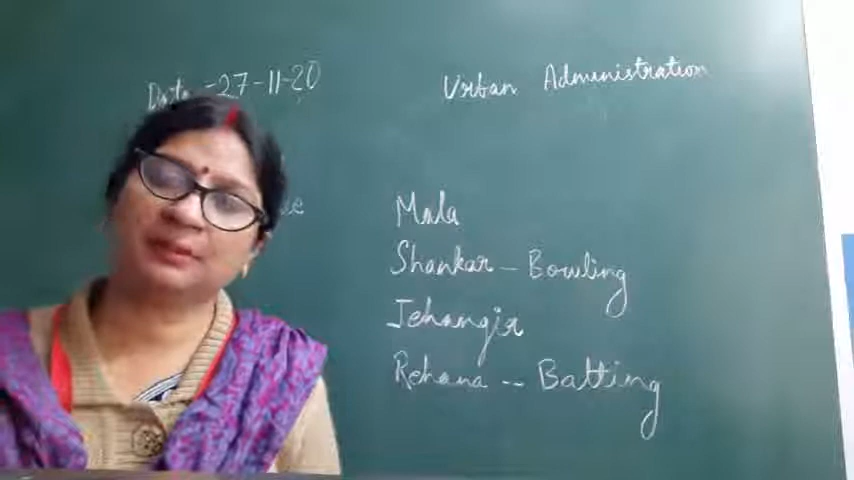 Date -27-11-20
Urban Administration
Mala
Shankar - Bowling
Jehangir
Rehana -- Batting